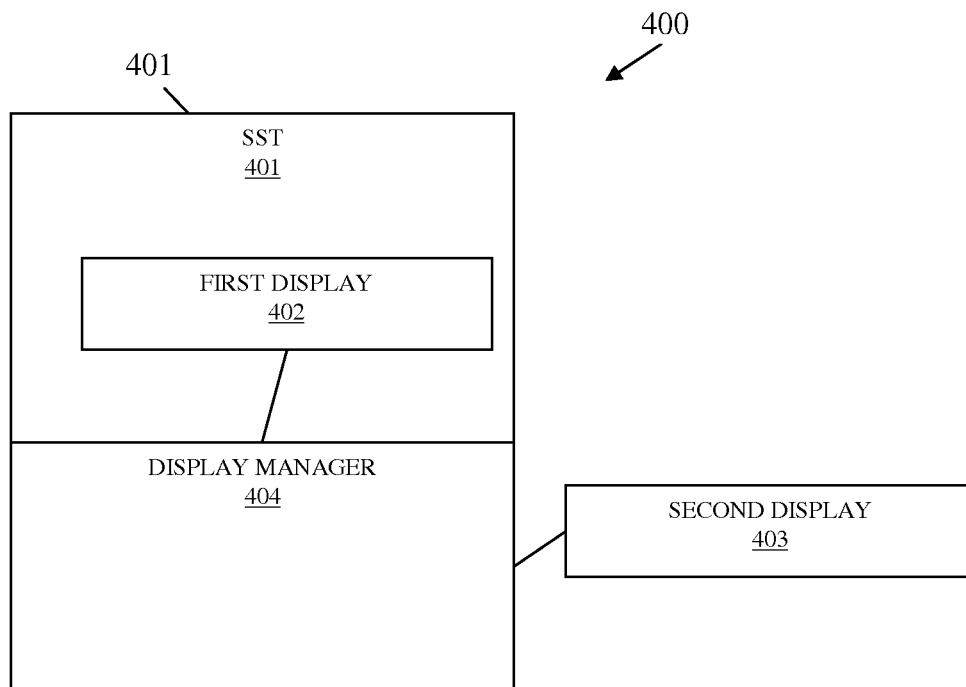 400
401
SST
401
FIRST DISPLAY
402
DISPLAY MANAGER
404
SECOND DISPLAY
403